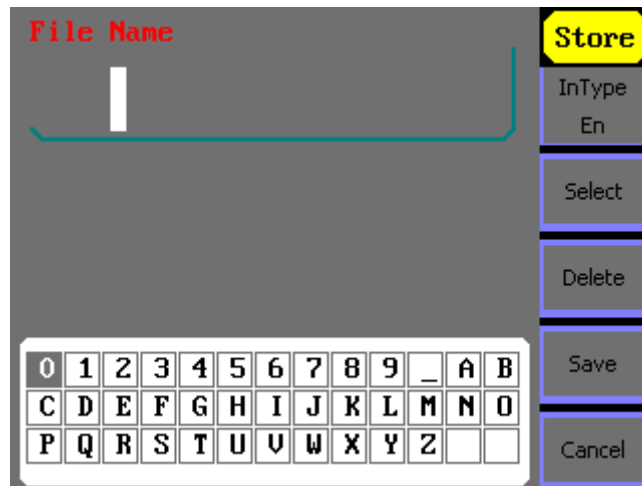 File Name
Store
InType
En
Select
Delete
Save
Cancel
0 1 2 3 4 5 6 7 8 9 _ A B
C D E F G H I J K L M N O
P Q R S T U V W X Y Z